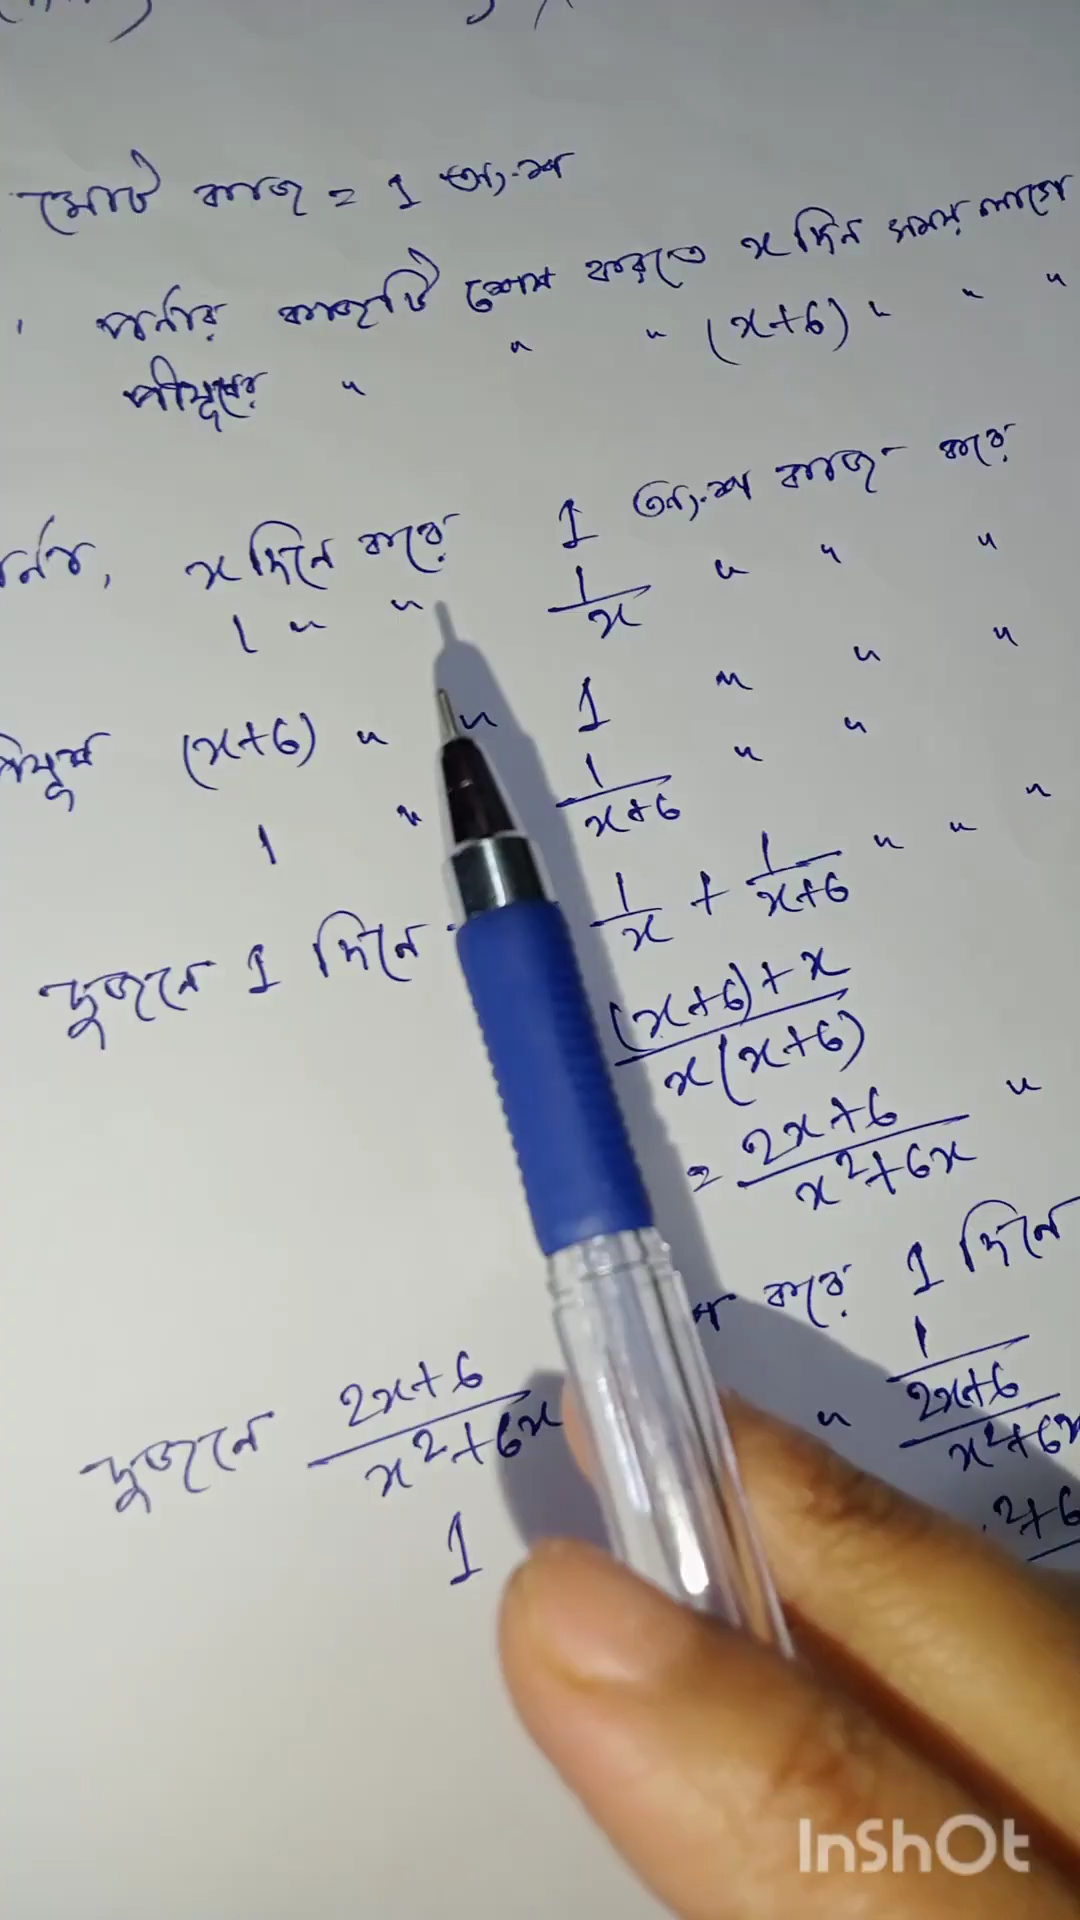 মোট কাজ = 1 অংশ
পর্নার কাজটি শেষ করতে x দিন সময় লাগে
পীযূষের " " " (x+6) " " "
x দিনে করে 1 অংশ কাজ করে
1 " " 1/x " " "
(x+6) " " 1 " " "
1 " 1/(x+6) " " "
দুজনে 1 দিনে 1/x + 1/(x+6) " "
((x+6)+x)/(x(x+6))
= (2x+6)/(x²+6x) "
দুজনে (2x+6)/(x²+6x) করে 1 দিনে
1 " 1/((2x+6)/(x²+6x))
InShOt